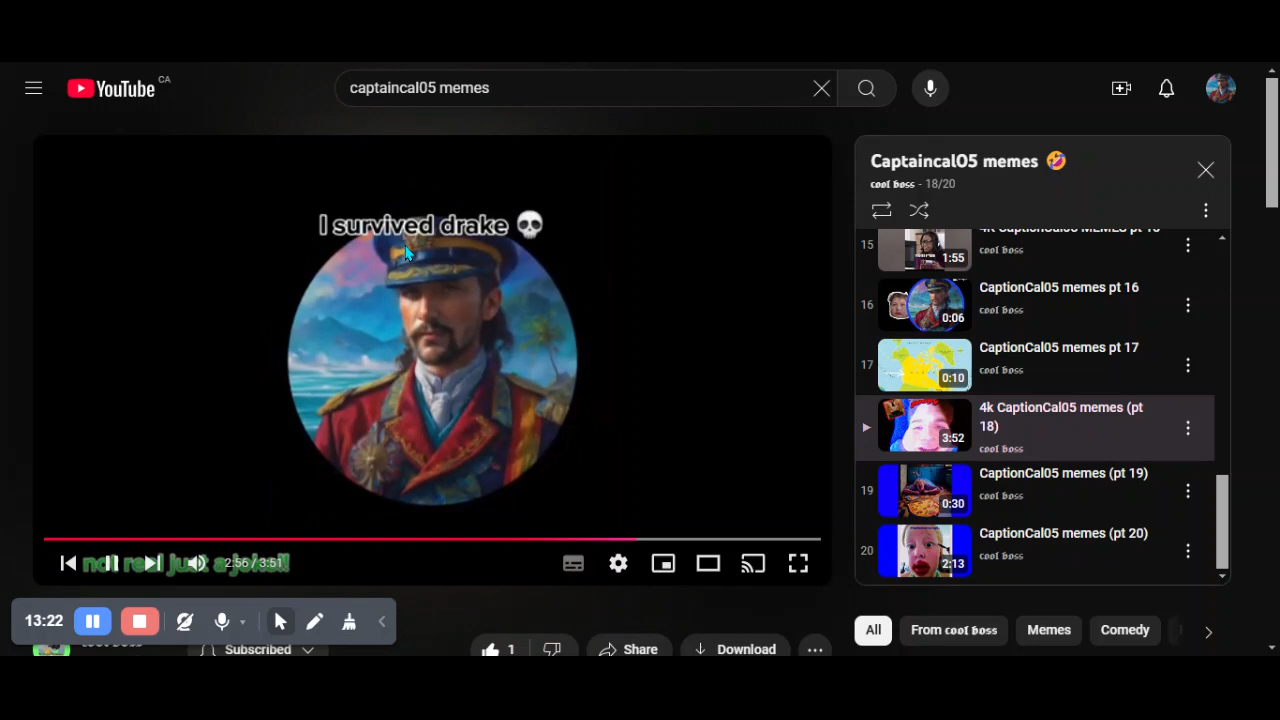 YouTube CA
captaincal05 memes
I survived drake 💀
not real just a joke!!
2:56 / 3:51
13:22
Subscribed
1
Share
Download
Captaincal05 memes 🤣
cool boss - 18/20
15
1:55
cool boss
16
0:06
CaptionCal05 memes pt 16
cool boss
17
0:10
CaptionCal05 memes pt 17
cool boss
3:52
4k CaptionCal05 memes (pt
18)
cool boss
19
0:30
CaptionCal05 memes (pt 19)
cool boss
20
2:13
CaptionCal05 memes (pt 20)
cool boss
All
From cool boss
Memes
Comedy